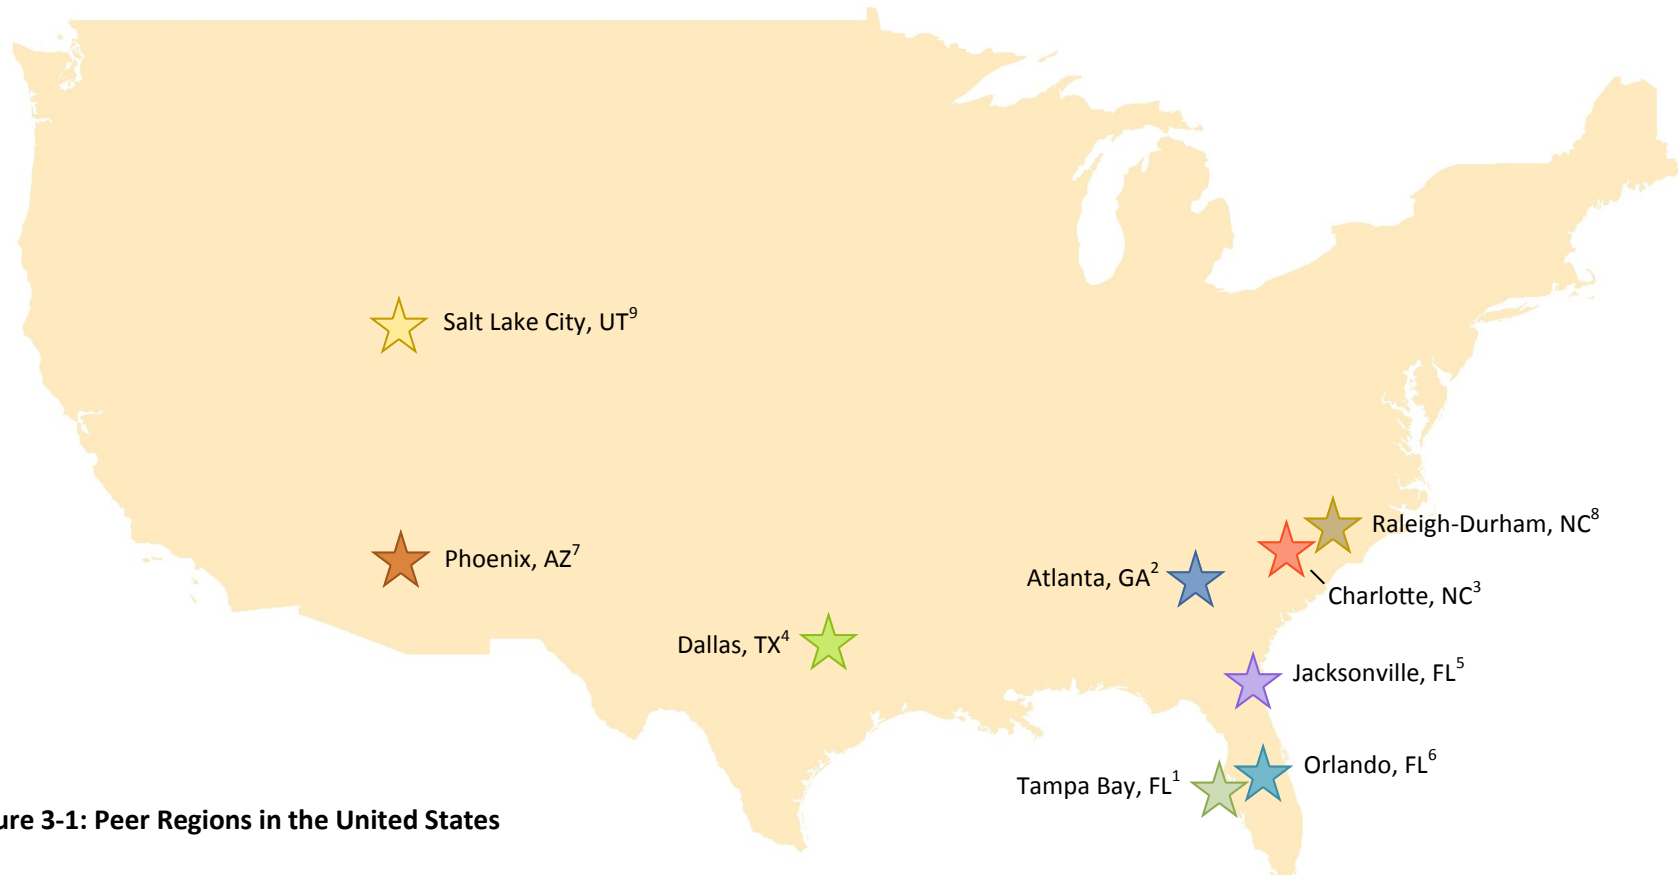 Salt Lake City, UT⁹
Raleigh-Durham, NC⁸
Phoenix, AZ⁷
Atlanta, GA²
Charlotte, NC³
Dallas, TX⁴
Jacksonville, FL⁵
Orlando, FL⁶
Tampa Bay, FL¹
ure 3-1: Peer Regions in the United States